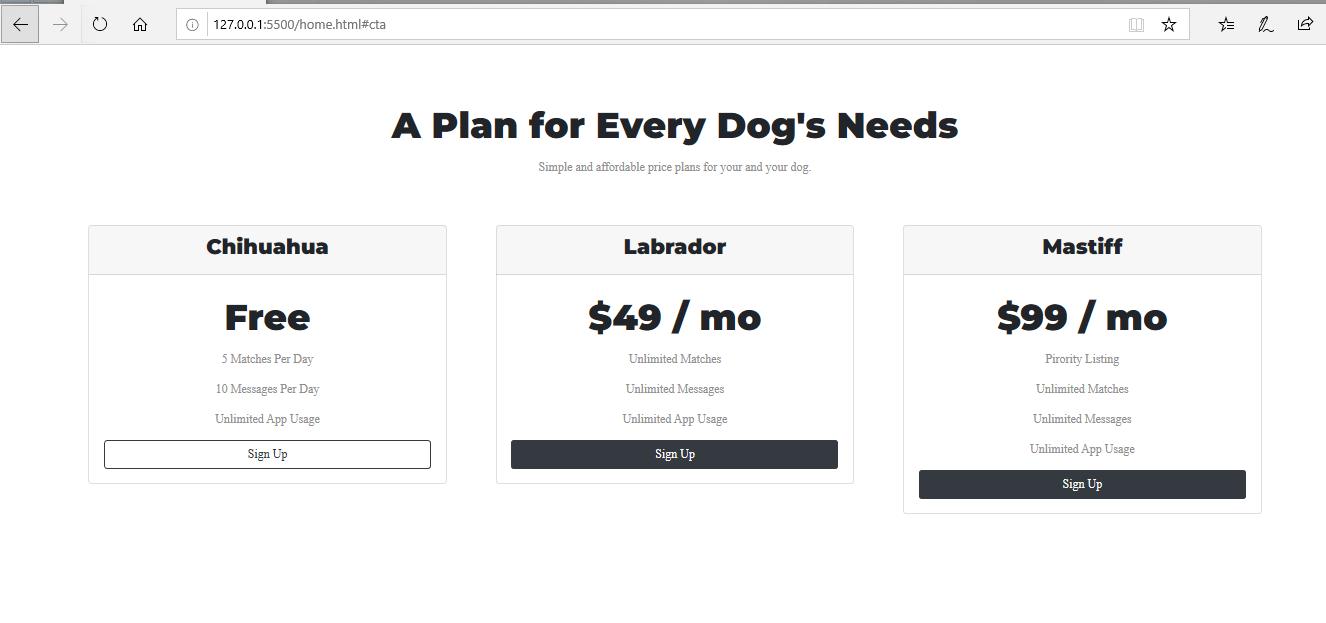 127.0.0.1:5500/home.html#cta
A Plan for Every Dog's Needs
Simple and affordable price plans for your and your dog.
Chihuahua
Free
5 Matches Per Day
10 Messages Per Day
Unlimited App Usage
Sign Up
Labrador
$49 / mo
Unlimited Matches
Unlimited Messages
Unlimited App Usage
Sign Up
Mastiff
$99 / mo
Pirority Listing
Unlimited Matches
Unlimited Messages
Unlimited App Usage
Sign Up